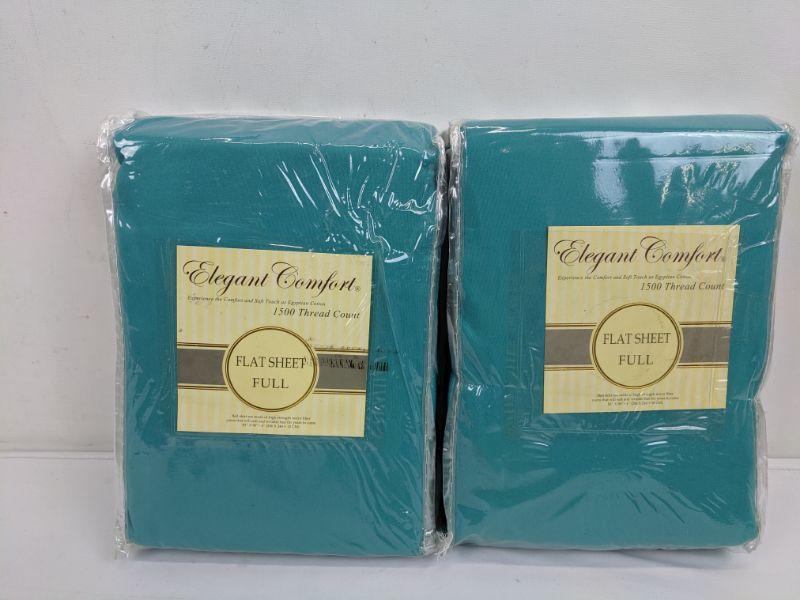 Elegant Comfort®
Experience the Comfort and Soft Touch as Egyptian Cotton
1500 Thread Count
FLAT SHEET
FULL
Elegant Comfort®
Experience the Comfort and Soft Touch as Egyptian Cotton
1500 Thread Count
FLAT SHEET
FULL